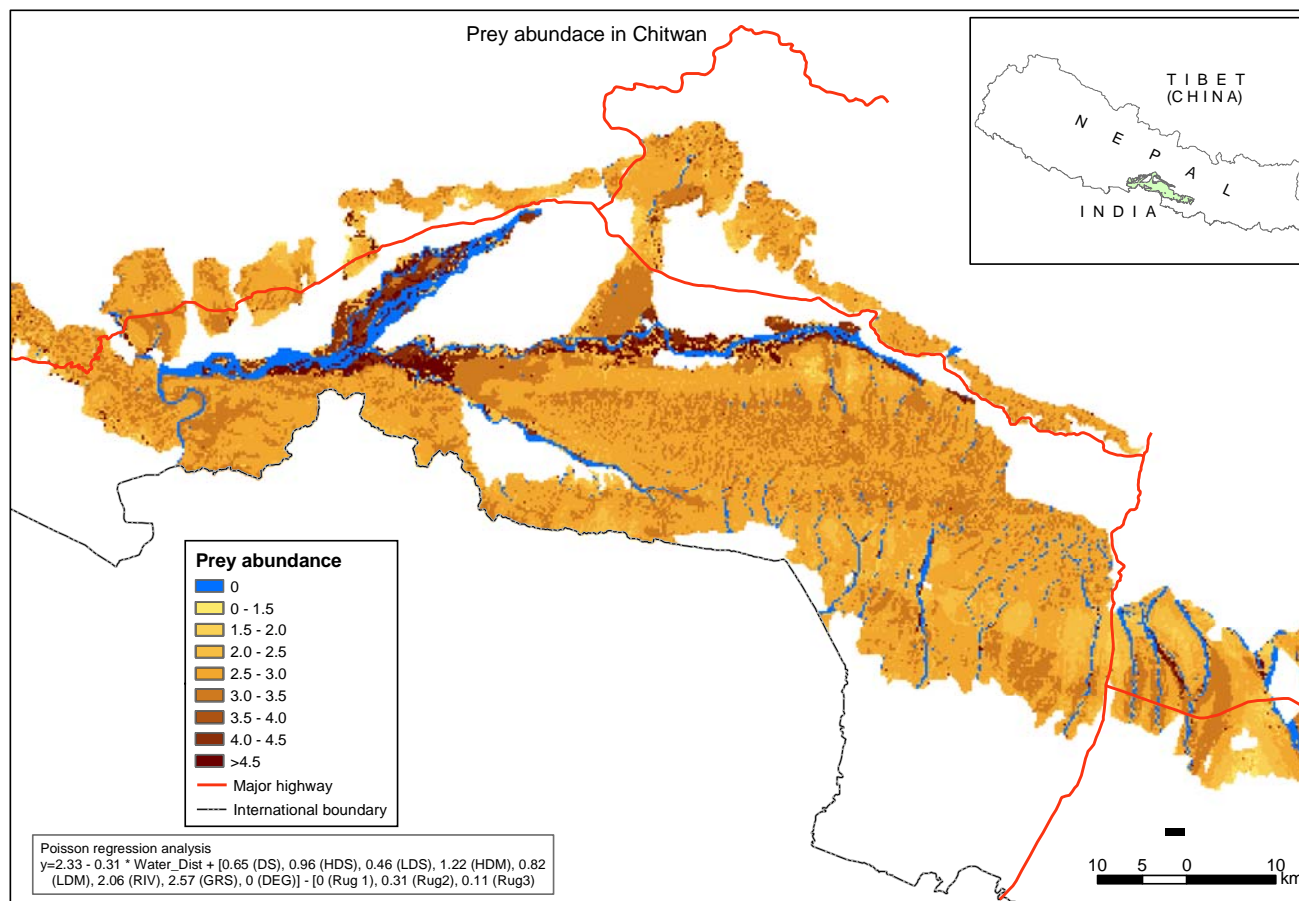 Prey abundace in Chitwan
T I B E T
(CHINA)
N E P A L
I N D I A
Prey abundance
0
0 - 1.5
1.5 - 2.0
2.0 - 2.5
2.5 - 3.0
3.0 - 3.5
3.5 - 4.0
4.0 - 4.5
>4.5
Major highway
International boundary
Poisson regression analysis
y=2.33 - 0.31 * Water_Dist + [0.65 (DS), 0.96 (HDS), 0.46 (LDS), 1.22 (HDM), 0.82
(LDM), 2.06 (RIV), 2.57 (GRS), 0 (DEG)] - [0 (Rug 1), 0.31 (Rug2), 0.11 (Rug3)
10 5 0 10
km